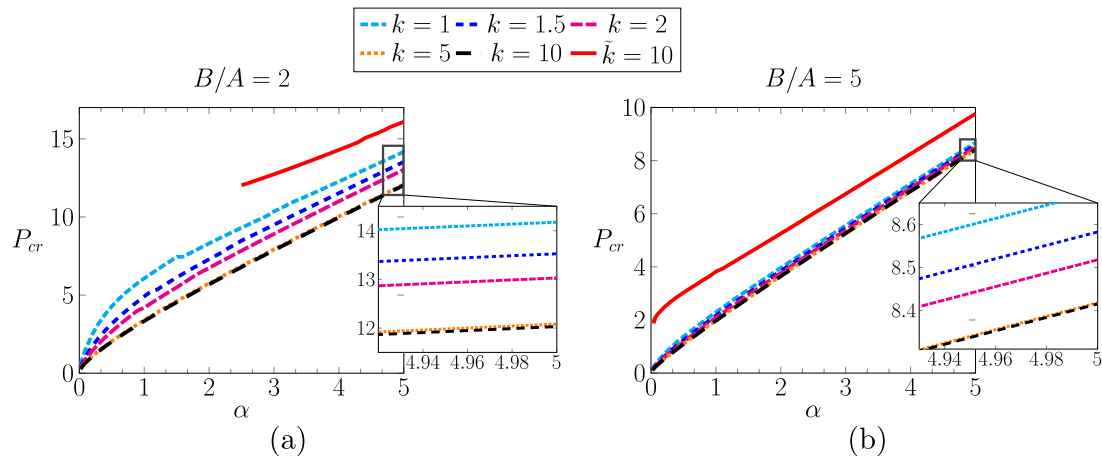 k = 1 k = 1.5 k = 2
k = 5 k = 10 k̃ = 10
B/A = 2
15
10
5
0
P_cr
0 1 2 3 4 5
α
14
13
12
4.94 4.96 4.98 5
(a)
B/A = 5
10
8
6
4
2
0
P_cr
0 1 2 3 4 5
α
8.6
8.5
8.4
4.94 4.96 4.98 5
(b)